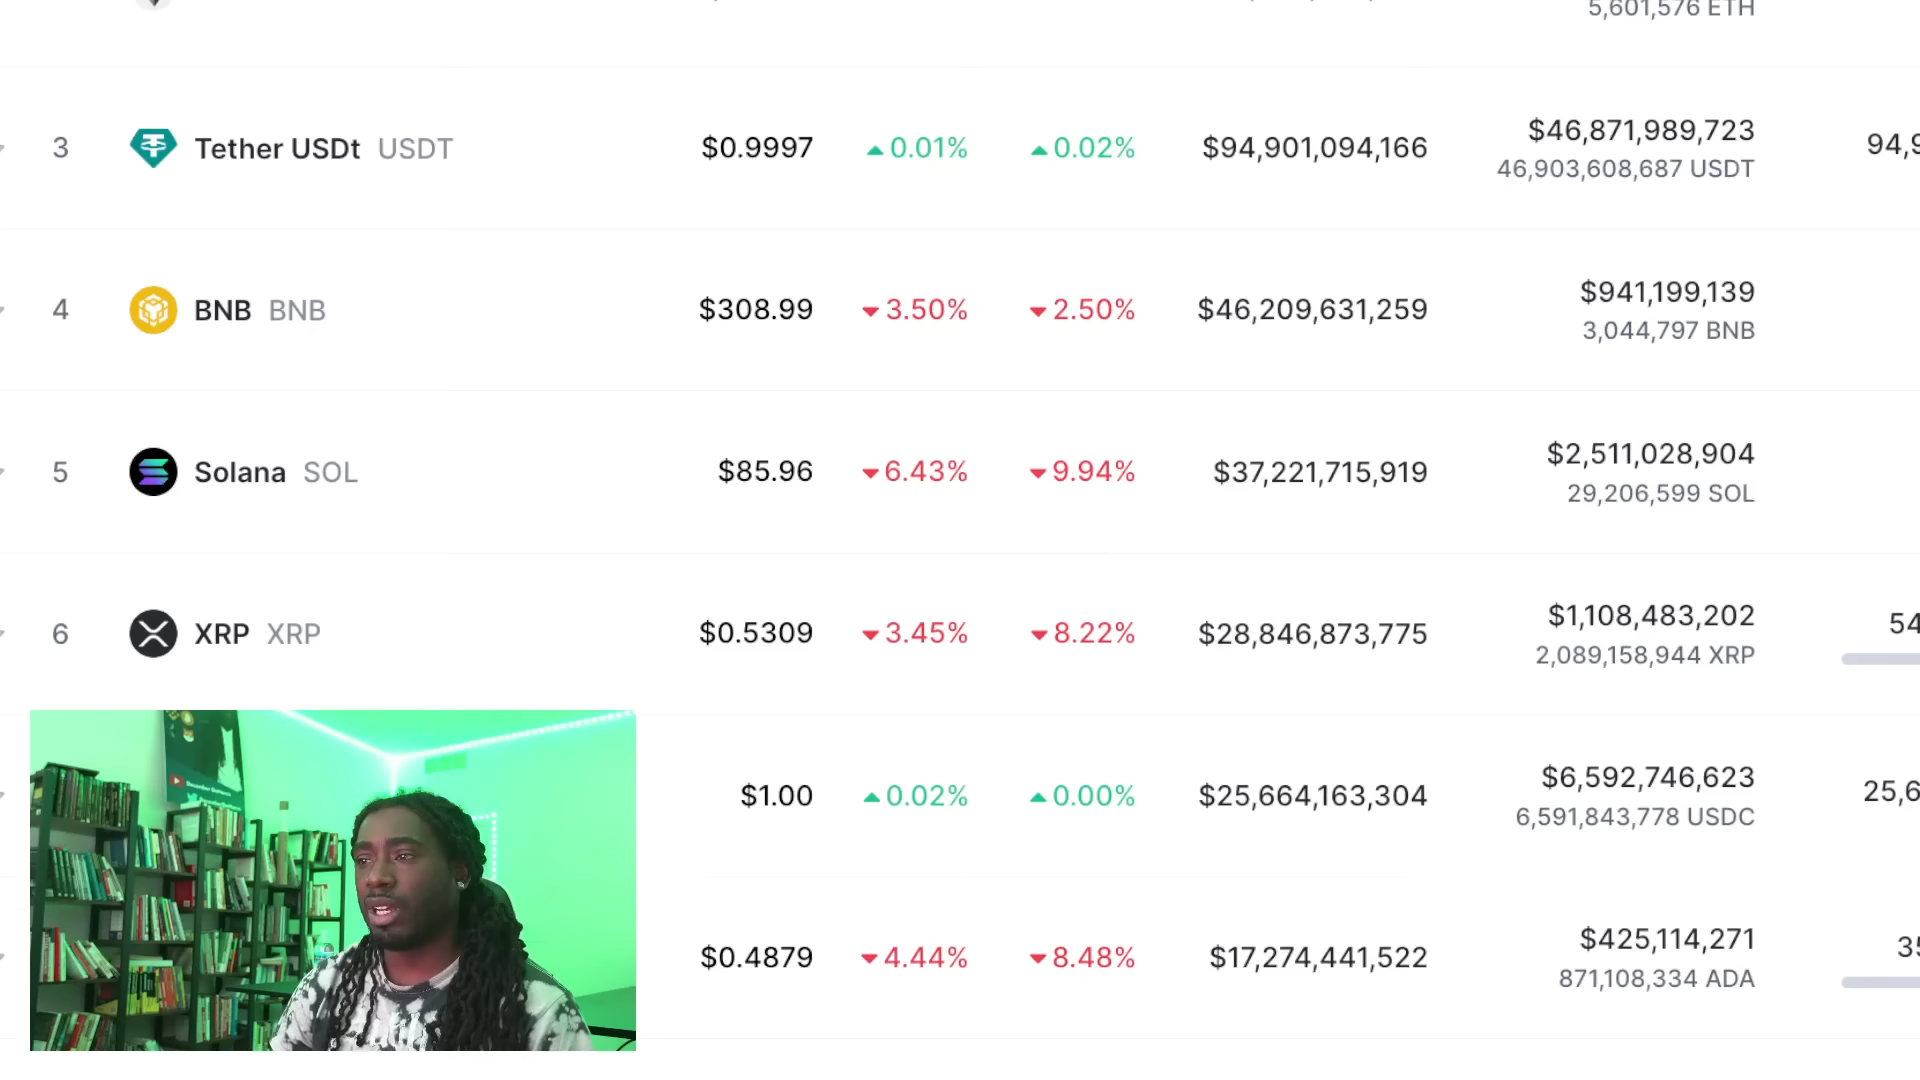 5,601,576 ETH
3 Tether USDt USDT $0.9997 0.01% 0.02% $94,901,094,166 $46,871,989,723
46,903,608,687 USDT
94,9
4 BNB BNB $308.99 3.50% 2.50% $46,209,631,259 $941,199,139
3,044,797 BNB
5 Solana SOL $85.96 6.43% 9.94% $37,221,715,919 $2,511,028,904
29,206,599 SOL
6 XRP XRP $0.5309 3.45% 8.22% $28,846,873,775 $1,108,483,202
2,089,158,944 XRP
54
$1.00 0.02% 0.00% $25,664,163,304 $6,592,746,623
6,591,843,778 USDC
25,6
$0.4879 4.44% 8.48% $17,274,441,522 $425,114,271
871,108,334 ADA
35